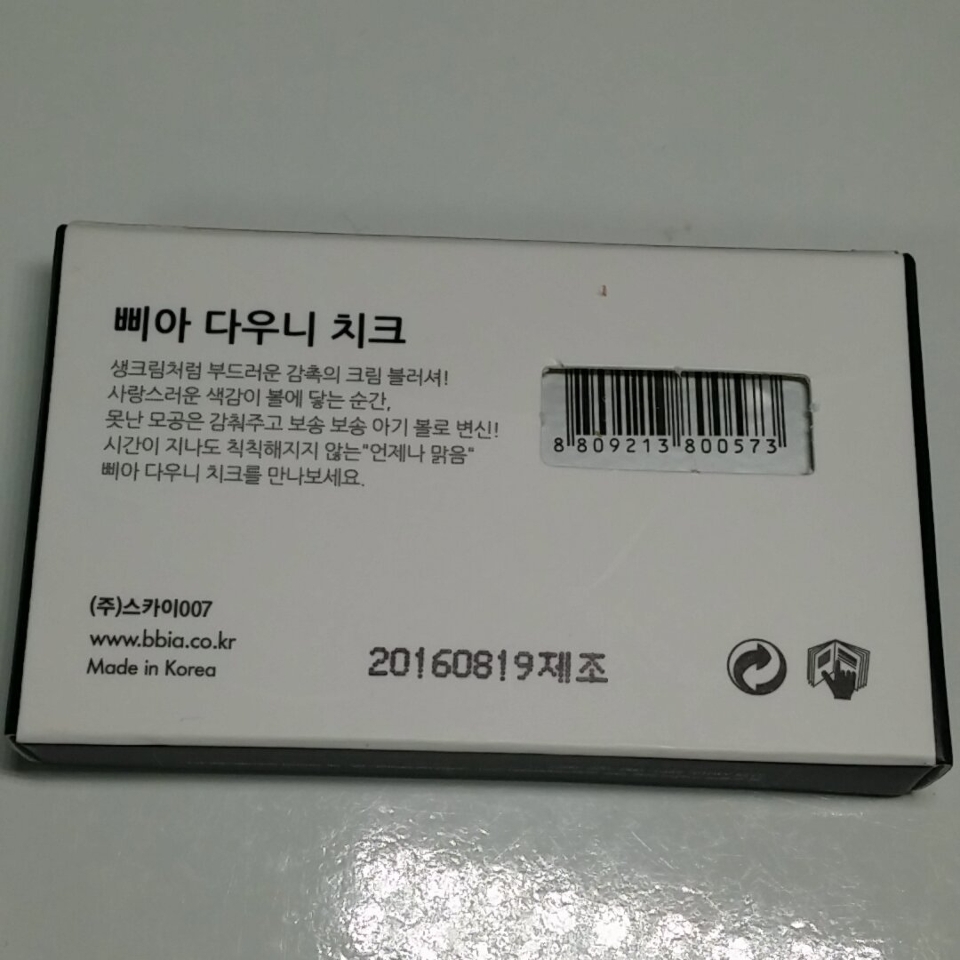 삐아 다우니 치크
생크림처럼 부드러운 감촉의 크림 블러셔!
사랑스러운 색감이 볼에 닿는 순간,
못난 모공은 감춰주고 보송 보송 아기 볼로 변신!
시간이 지나도 칙칙해지지 않는"언제나 맑음"
삐아 다우니 치크를 만나보세요.
8 809213 800573
(주)스카이007
www.bbia.co.kr
Made in Korea
20160819제조